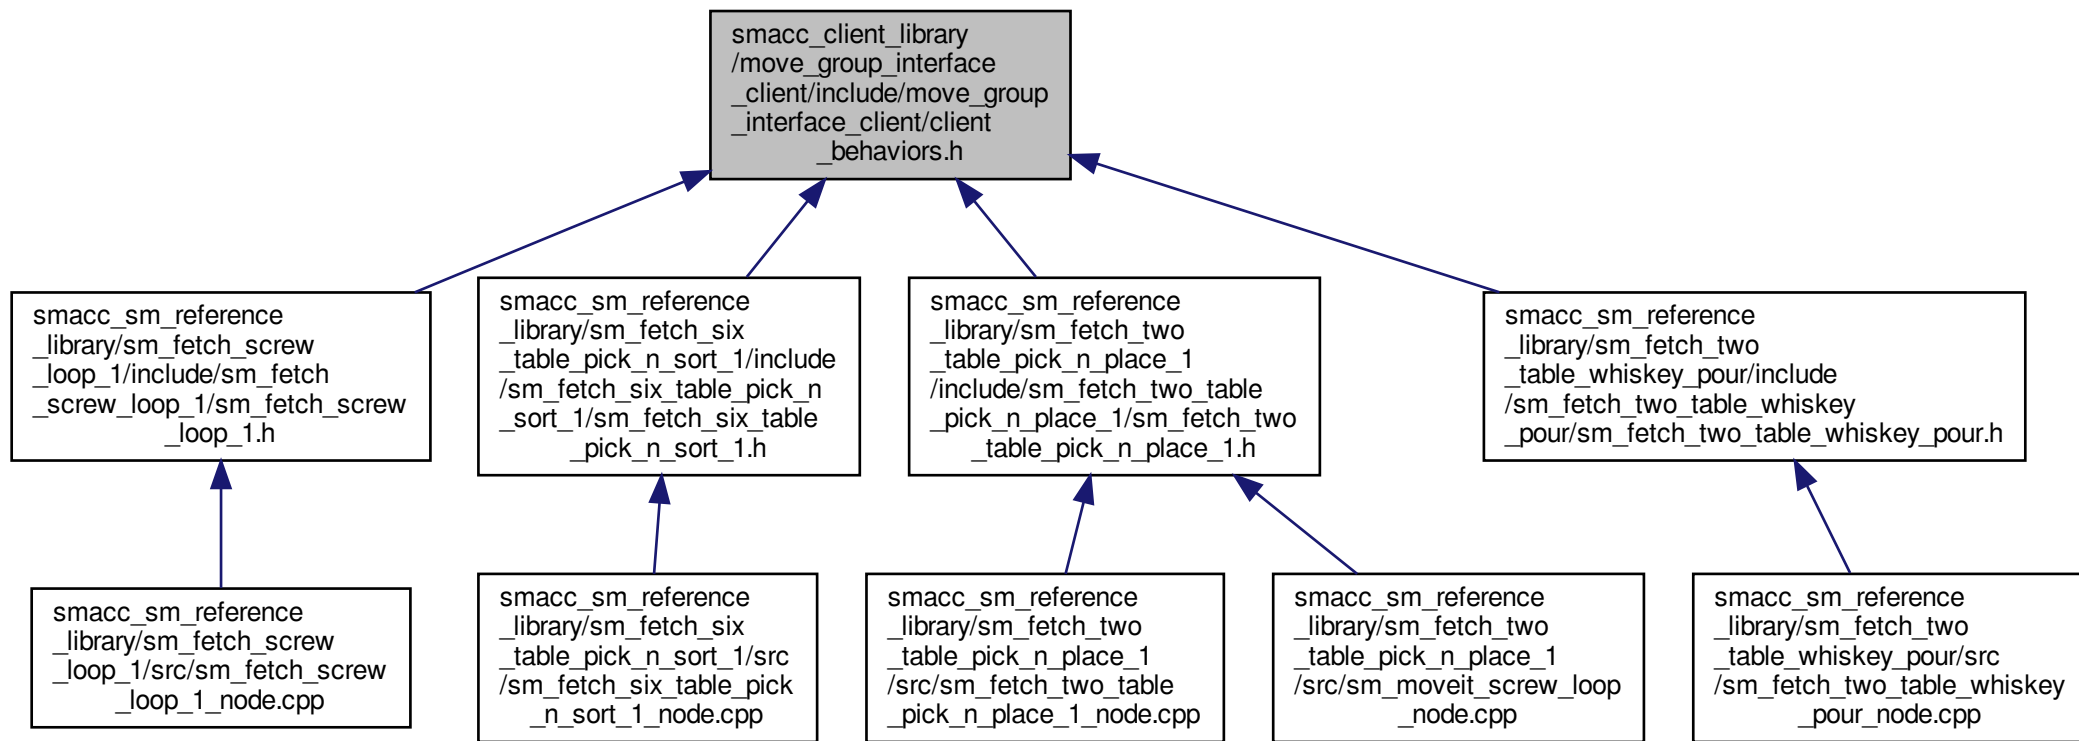 smacc_client_library
/move_group_interface
_client/include/move_group
_interface_client/client
_behaviors.h
smacc_sm_reference
_library/sm_fetch_screw
_loop_1/include/sm_fetch
_screw_loop_1/sm_fetch_screw
_loop_1.h
smacc_sm_reference
_library/sm_fetch_six
_table_pick_n_sort_1/include
/sm_fetch_six_table_pick_n
_sort_1/sm_fetch_six_table
_pick_n_sort_1.h
smacc_sm_reference
_library/sm_fetch_two
_table_pick_n_place_1
/include/sm_fetch_two_table
_pick_n_place_1/sm_fetch_two
_table_pick_n_place_1.h
smacc_sm_reference
_library/sm_fetch_two
_table_whiskey_pour/include
/sm_fetch_two_table_whiskey
_pour/sm_fetch_two_table_whiskey_pour.h
smacc_sm_reference
_library/sm_fetch_screw
_loop_1/src/sm_fetch_screw
_loop_1_node.cpp
smacc_sm_reference
_library/sm_fetch_six
_table_pick_n_sort_1/src
/sm_fetch_six_table_pick
_n_sort_1_node.cpp
smacc_sm_reference
_library/sm_fetch_two
_table_pick_n_place_1
/src/sm_fetch_two_table
_pick_n_place_1_node.cpp
smacc_sm_reference
_library/sm_fetch_two
_table_pick_n_place_1
/src/sm_moveit_screw_loop
_node.cpp
smacc_sm_reference
_library/sm_fetch_two
_table_whiskey_pour/src
/sm_fetch_two_table_whiskey
_pour_node.cpp